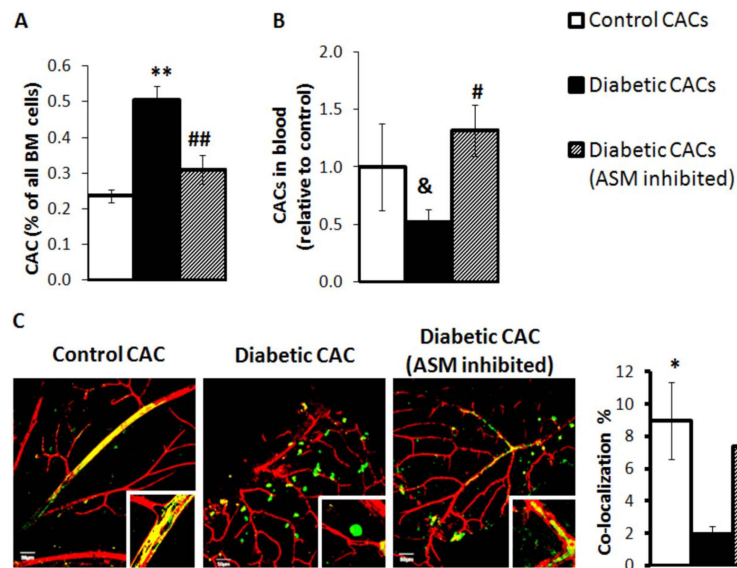 A
CAC (% of all BM cells)
0.6
0.5
0.4
0.3
0.2
0.1
0.0
**
##
B
CACs in blood
(relative to control)
2.0
1.5
1.0
0.5
0.0
&
#
Control CACs
Diabetic CACs
Diabetic CACs
(ASM inhibited)
C
Control CAC
Diabetic CAC
Diabetic CAC
(ASM inhibited)
Co-localization %
12
10
8
6
4
2
0
*